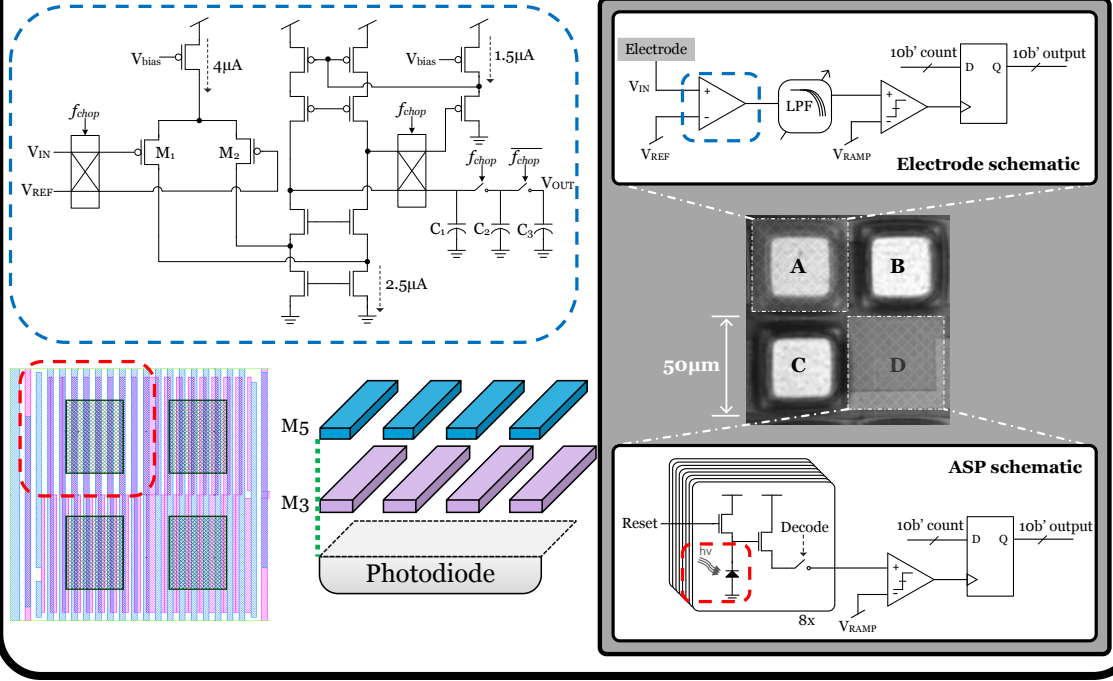 Vbias
4µA
Vbias
1.5µA
fchop
fchop
VIN
M1
M2
VREF
fchop
fchop
VOUT
C1
C2
C3
2.5µA
Electrode
VIN
VREF
LPF
VRAMP
10b' count
D
Q
10b' output
Electrode schematic
A
B
C
D
50µm
M5
M3
Photodiode
ASP schematic
Reset
Decode
hv
8x
VRAMP
10b' count
D
Q
10b' output